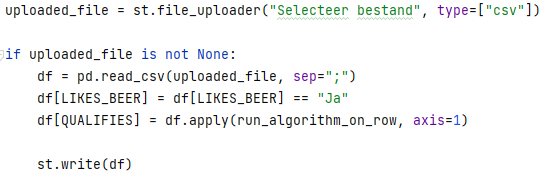 uploaded_file = st.file_uploader("Selecteer bestand", type=["csv"])
if uploaded_file is not None:
df = pd.read_csv(uploaded_file, sep=";")
df[LIKES_BEER] = df[LIKES_BEER] == "Ja"
df[QUALIFIES] = df.apply(run_algorithm_on_row, axis=1)
st.write(df)